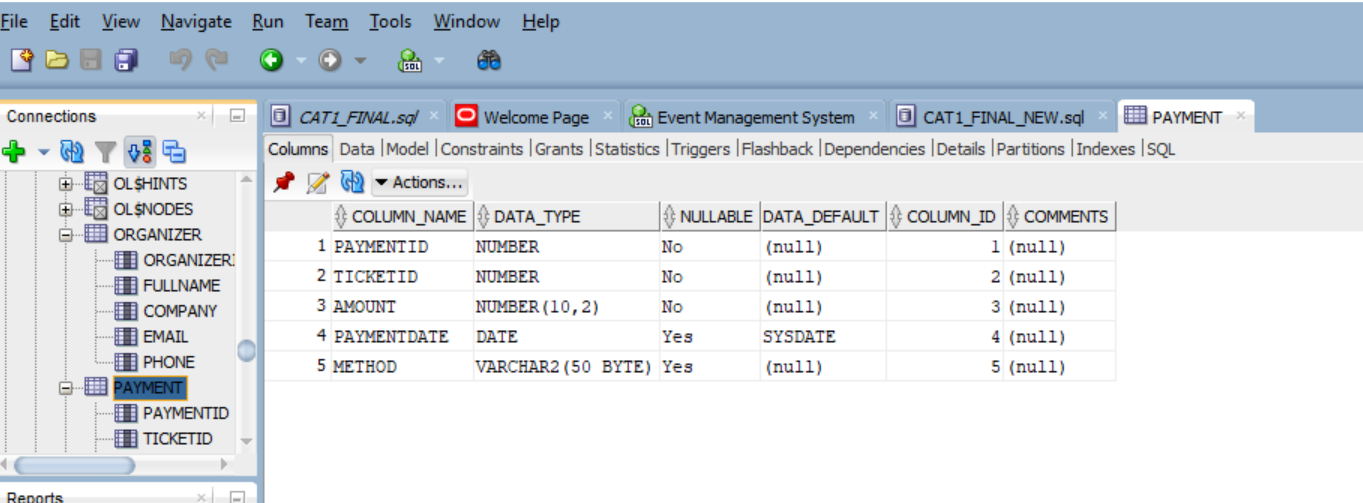 File Edit View Navigate Run Team Tools Window Help
Connections
CAT1_FINAL.sql Welcome Page Event Management System CAT1_FINAL_NEW.sql PAYMENT
Columns Data Model Constraints Grants Statistics Triggers Flashback Dependencies Details Partitions Indexes SQL
Actions...
OL$HINTS
OL$NODES
ORGANIZER
ORGANIZERI
FULLNAME
COMPANY
EMAIL
PHONE
PAYMENT
PAYMENTID
TICKETID
COLUMN_NAME DATA_TYPE NULLABLE DATA_DEFAULT COLUMN_ID COMMENTS
1 PAYMENTID NUMBER No (null) 1 (null)
2 TICKETID NUMBER No (null) 2 (null)
3 AMOUNT NUMBER(10,2) No (null) 3 (null)
4 PAYMENTDATE DATE Yes SYSDATE 4 (null)
5 METHOD VARCHAR2(50 BYTE) Yes (null) 5 (null)
Reports